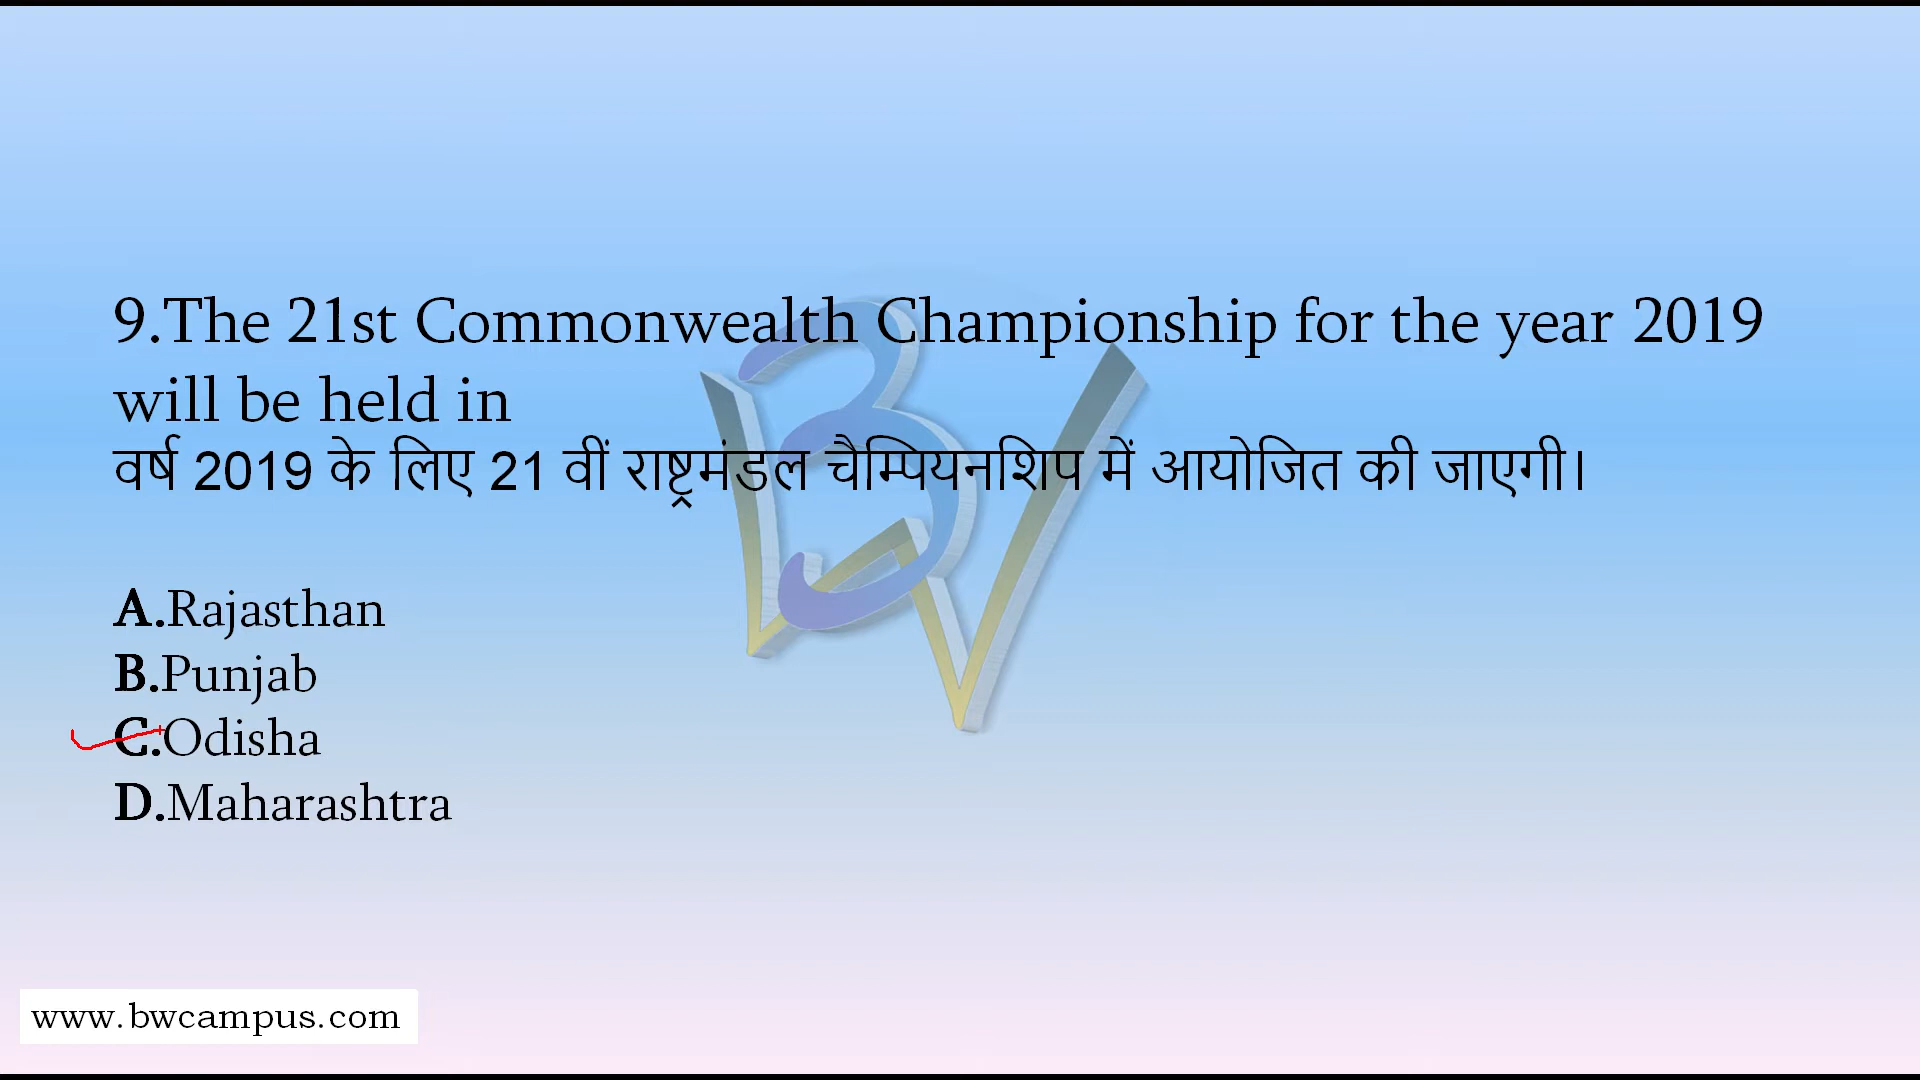 9.The 21st Commonwealth Championship for the year 2019
will be held in
वर्ष 2019 के लिए 21 वीं राष्ट्रमंडल चैम्पियनशिप में आयोजित की जाएगी।
A.Rajasthan
B.Punjab
C.Odisha
D.Maharashtra
www.bwcampus.com